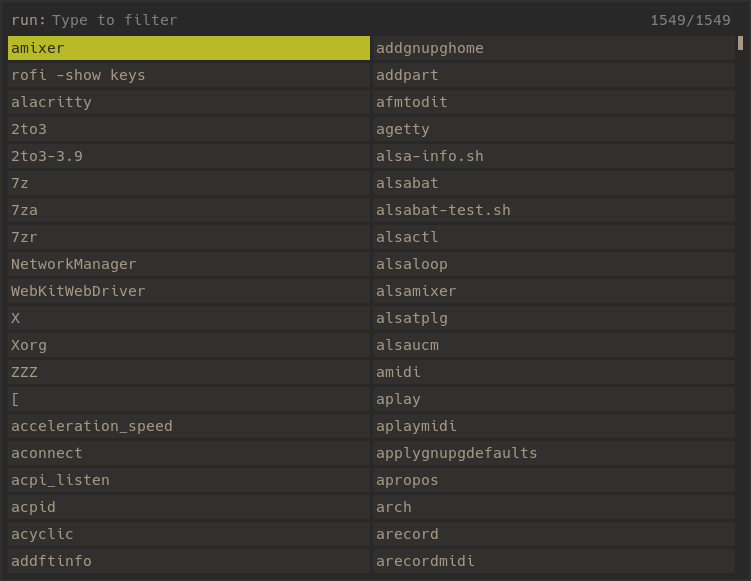 run: Type to filter 1549/1549
amixer
rofi -show keys
alacritty
2to3
2to3-3.9
7z
7za
7zr
NetworkManager
WebKitWebDriver
X
Xorg
ZZZ
[
acceleration_speed
aconnect
acpi_listen
acpid
acyclic
addftinfo
addgnupghome
addpart
afmtodit
agetty
alsa-info.sh
alsabat
alsabat-test.sh
alsactl
alsaloop
alsamixer
alsatplg
alsaucm
amidi
aplay
aplaymidi
applygnupgdefaults
apropos
arch
arecord
arecordmidi